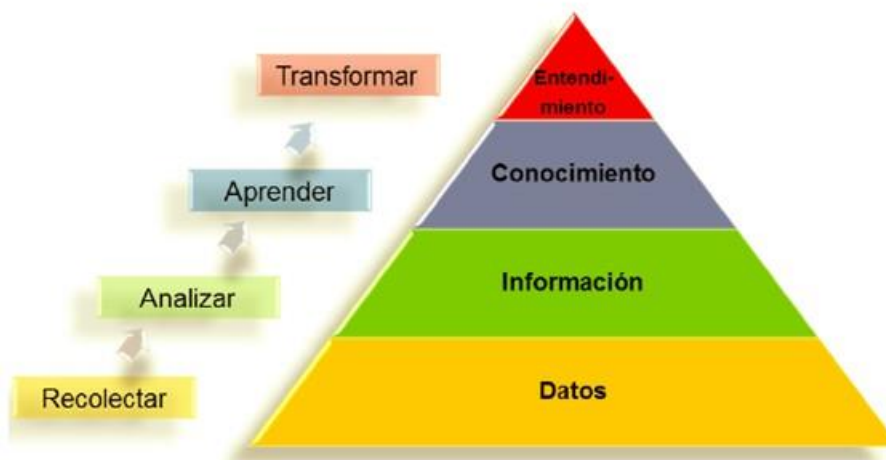 Transformar
Entendi-
miento
Aprender
Conocimiento
Analizar
Información
Recolectar
Datos